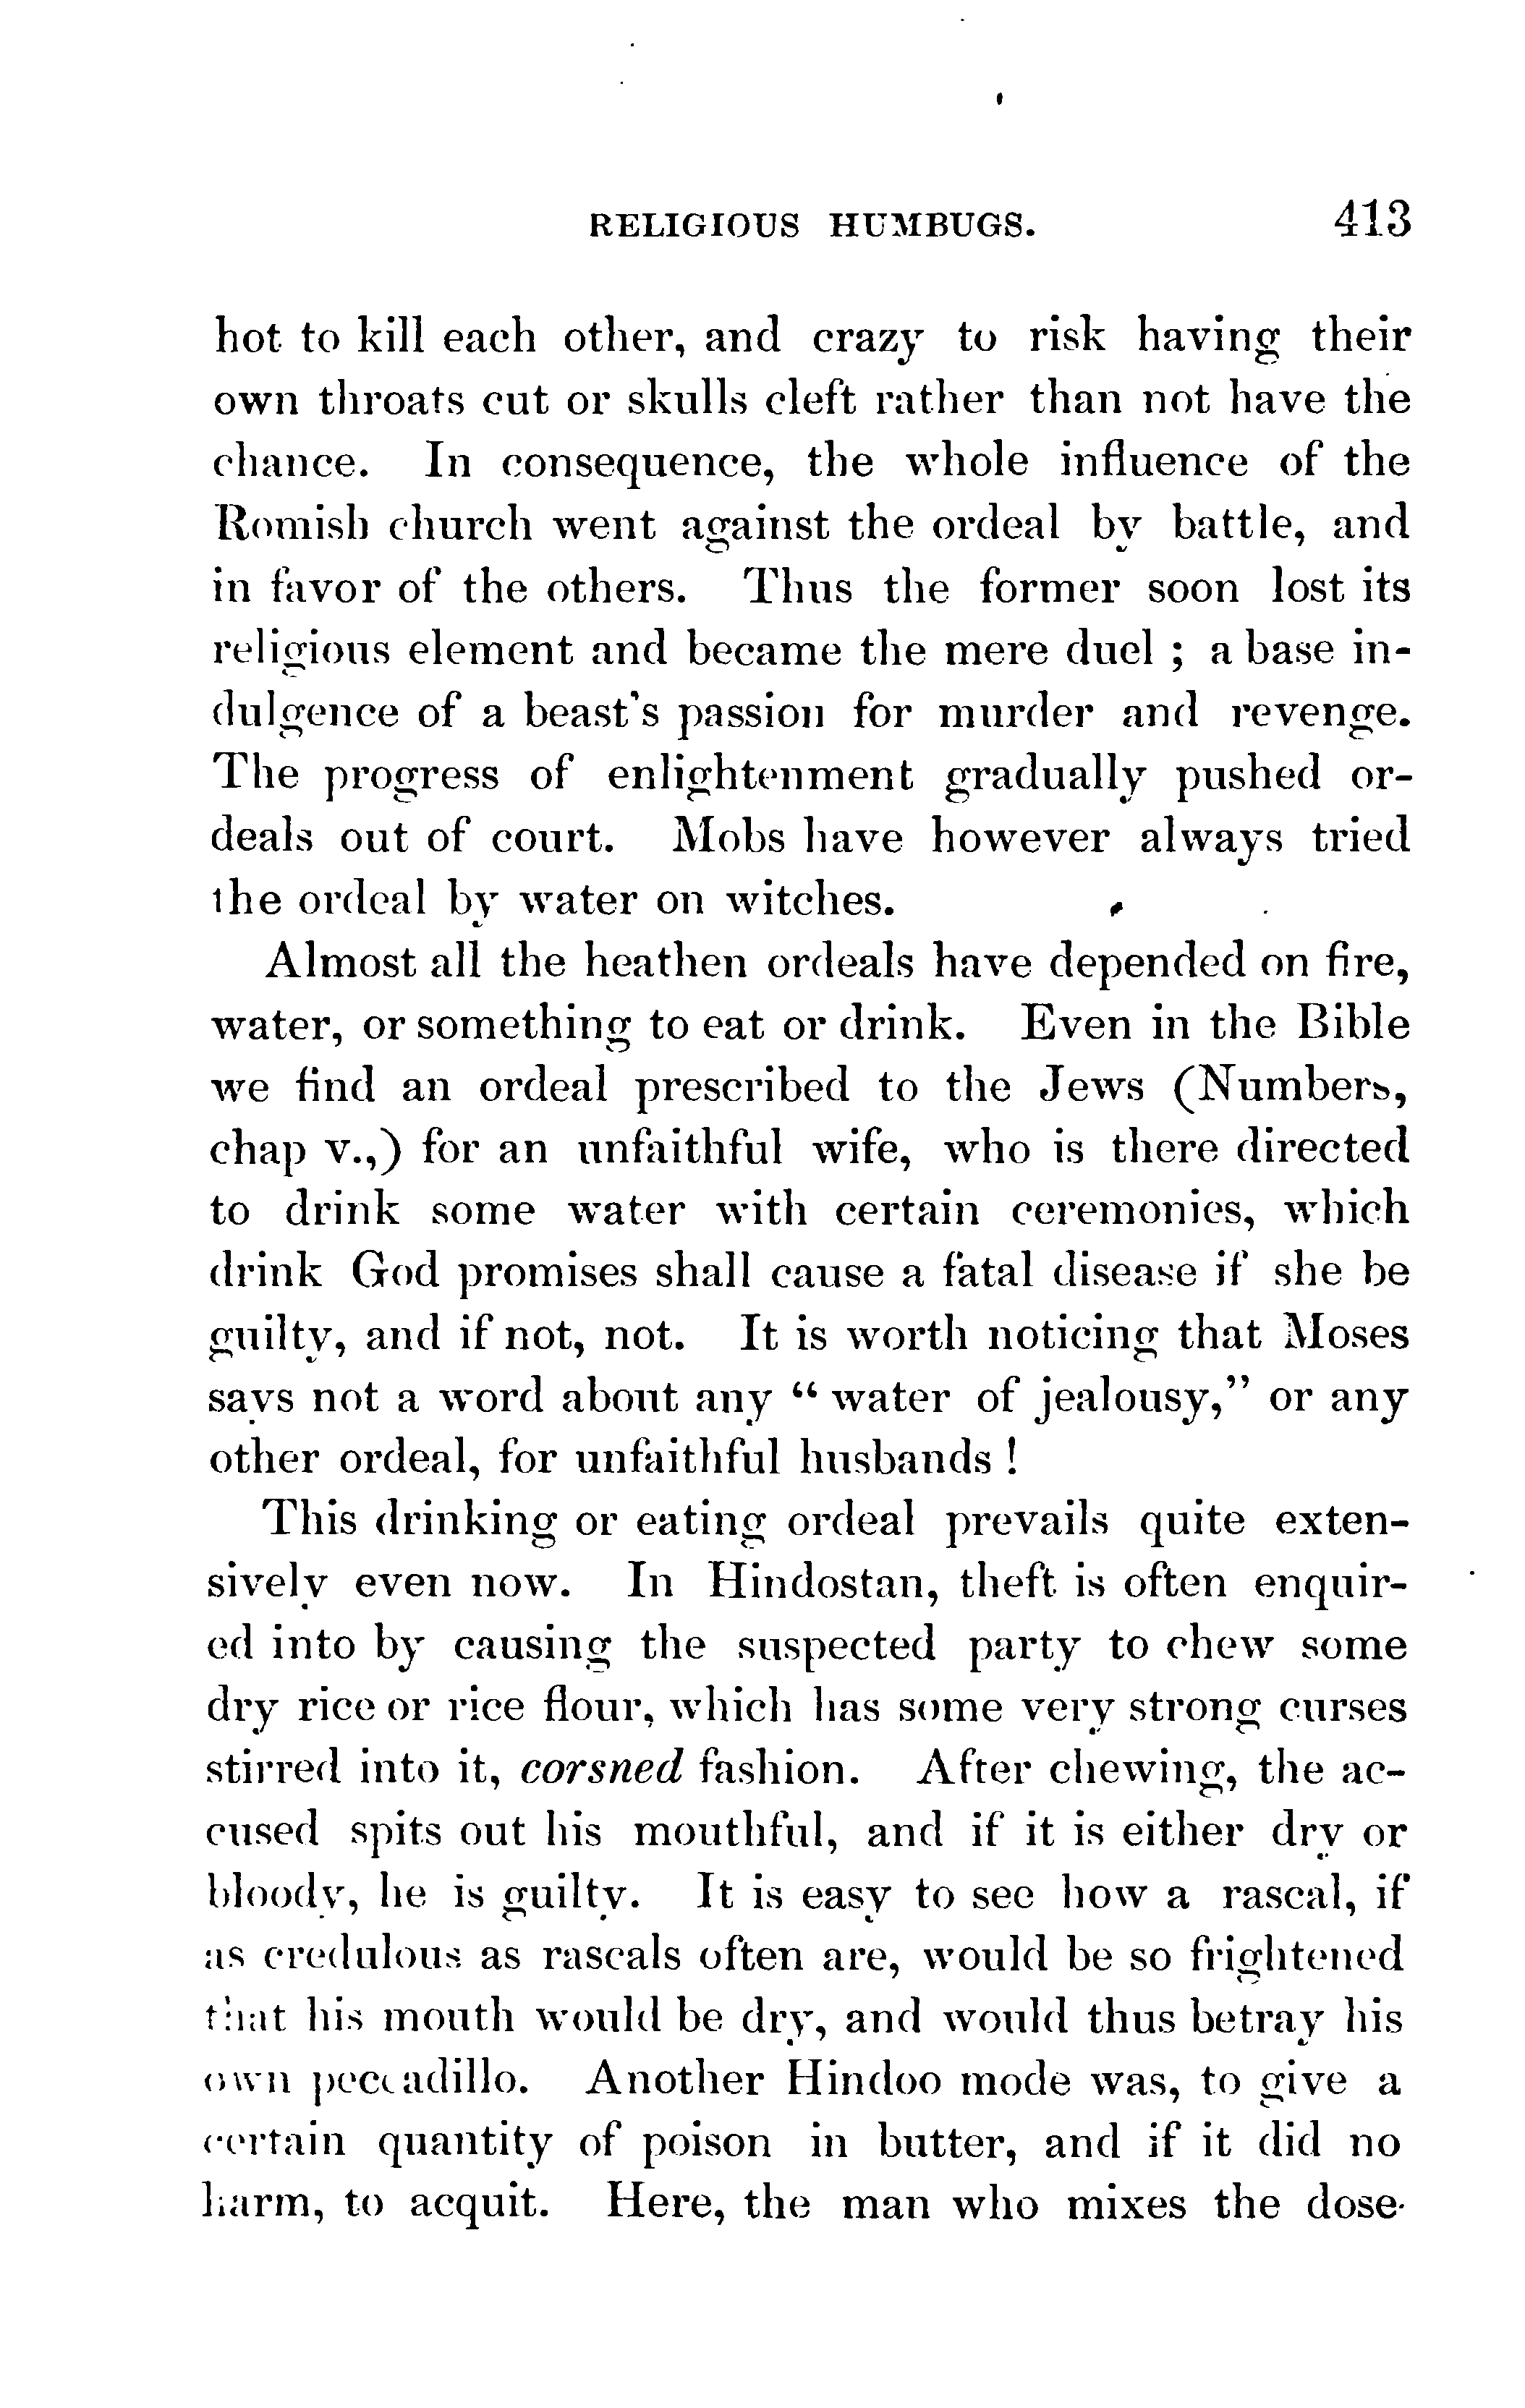 RELIGIOUS HUMBUGS. 413
hot to kill each other, and crazy to risk having their
own throats cut or skulls cleft rather than not have the
chance. In consequence, the whole influence of the
Romish church went against the ordeal by battle, and
in favor of the others. Thus the former soon lost its
religious element and became the mere duel ; a base in-
dulgence of a beast's passion for murder and revenge.
The progress of enlightenment gradually pushed or-
deals out of court. Mobs have however always tried
the ordeal by water on witches.
Almost all the heathen ordeals have depended on fire,
water, or something to eat or drink. Even in the Bible
we find an ordeal prescribed to the Jews (Numbers,
chap v.,) for an unfaithful wife, who is there directed
to drink some water with certain ceremonies, which
drink God promises shall cause a fatal disease if she be
guilty, and if not, not. It is worth noticing that Moses
says not a word about any “ water of jealousy,” or any
other ordeal, for unfaithful husbands !
This drinking or eating ordeal prevails quite exten-
sively even now. In Hindostan, theft is often enquir-
ed into by causing the suspected party to chew some
dry rice or rice flour, which has some very strong curses
stirred into it, corsned fashion. After chewing, the ac-
cused spits out his mouthful, and if it is either dry or
bloody, he is guilty. It is easy to see how a rascal, if
as credulous as rascals often are, would be so frightened
that his mouth would be dry, and would thus betray his
own peccadillo. Another Hindoo mode was, to give a
certain quantity of poison in butter, and if it did no
harm, to acquit. Here, the man who mixes the dose